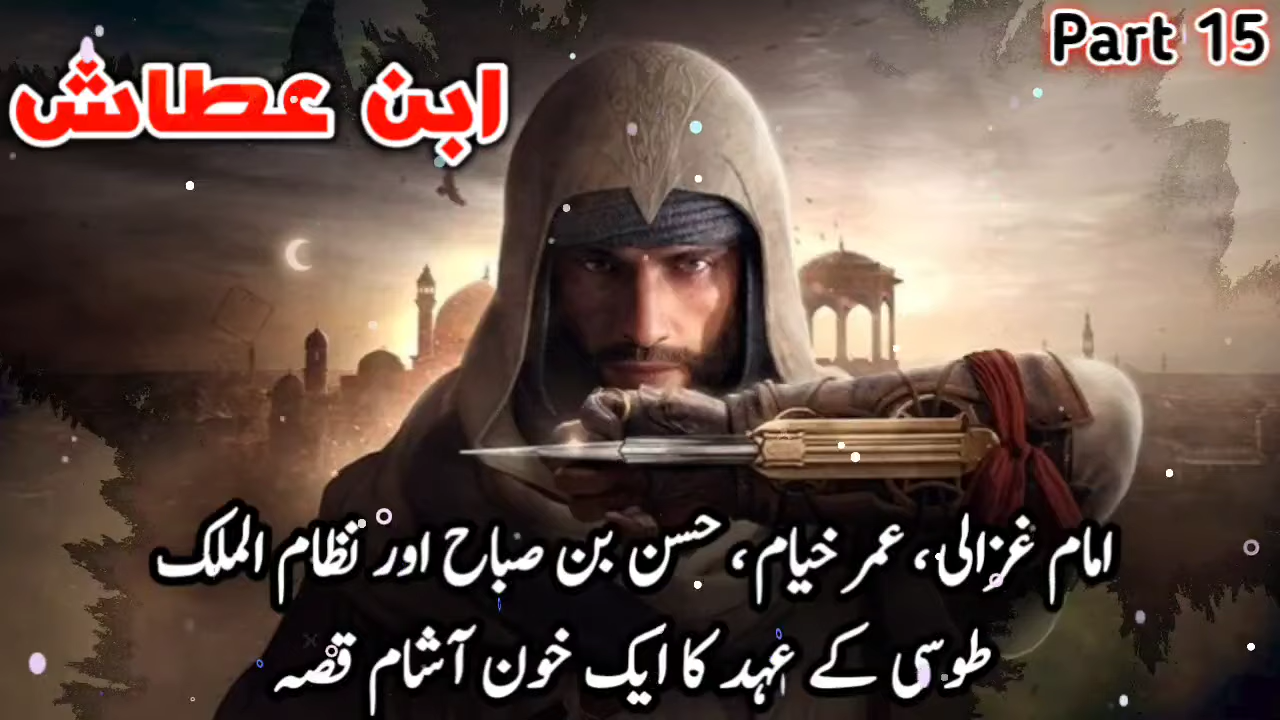 Part 15
ابن عطاش
امام غزالی، عمر خیام، حسن بن صباح اور نظام الملک
طوسی کے عہد کا ایک خون آشام قصہ